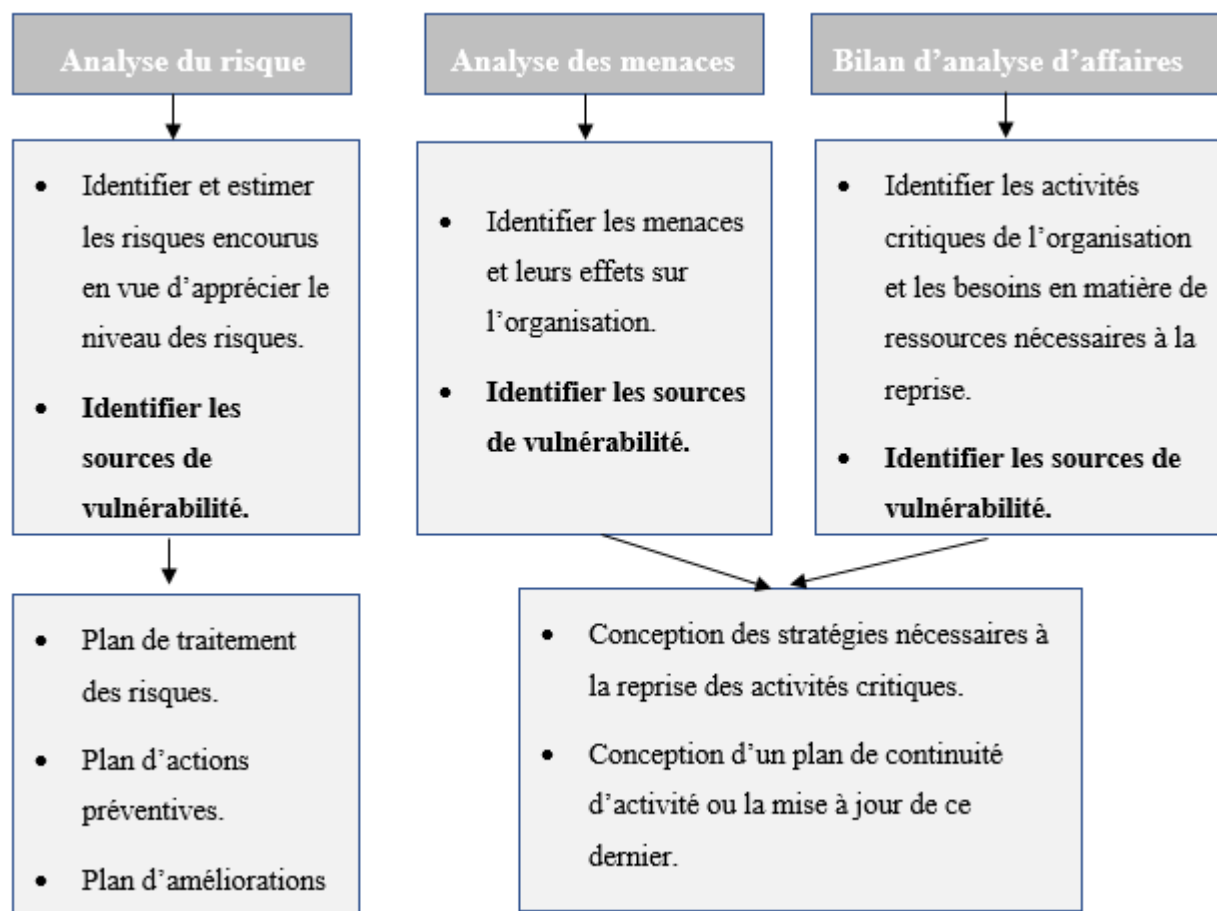 Analyse du risque
Analyse des menaces
Bilan d’analyse d’affaires
• Identifier et estimer
les risques encourus
en vue d’apprécier le
niveau des risques.
• Identifier les
sources de
vulnérabilité.
• Identifier les menaces
et leurs effets sur
l’organisation.
• Identifier les sources
de vulnérabilité.
• Identifier les activités
critiques de l’organisation
et les besoins en matière de
ressources nécessaires à la
reprise.
• Identifier les sources de
vulnérabilité.
• Plan de traitement
des risques.
• Plan d’actions
préventives.
• Plan d’améliorations
• Conception des stratégies nécessaires à
la reprise des activités critiques.
• Conception d’un plan de continuité
d’activité ou la mise à jour de ce
dernier.